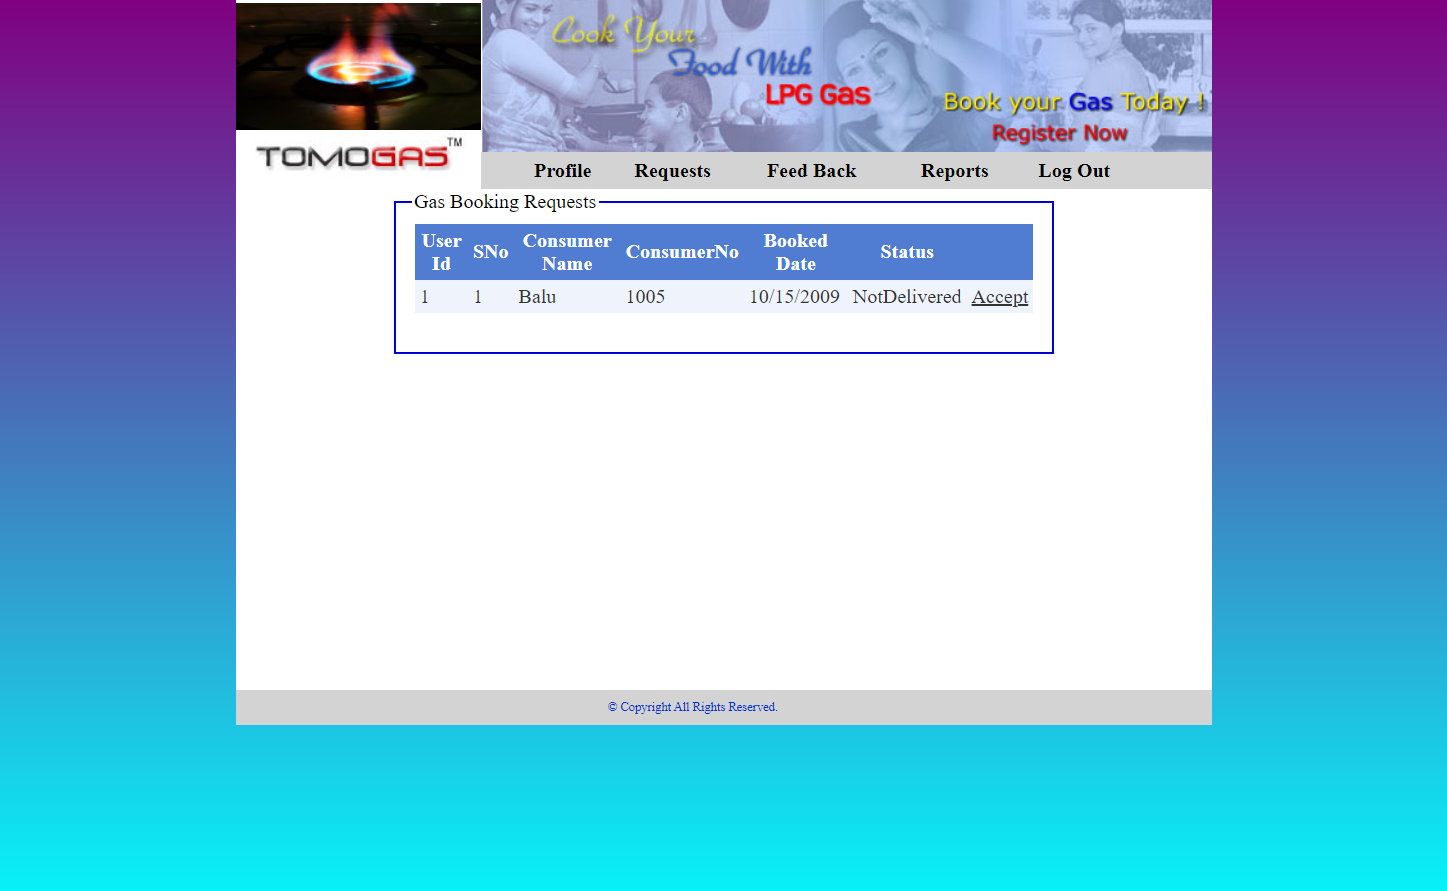 Cook Your
Food With
LPG Gas
Book your Gas Today !
Register Now
TOMOGAS™
Profile Requests Feed Back Reports Log Out
Gas Booking Requests
User Id SNo Consumer Name ConsumerNo Booked Date Status
1 1 Balu 1005 10/15/2009 NotDelivered Accept
© Copyright All Rights Reserved.